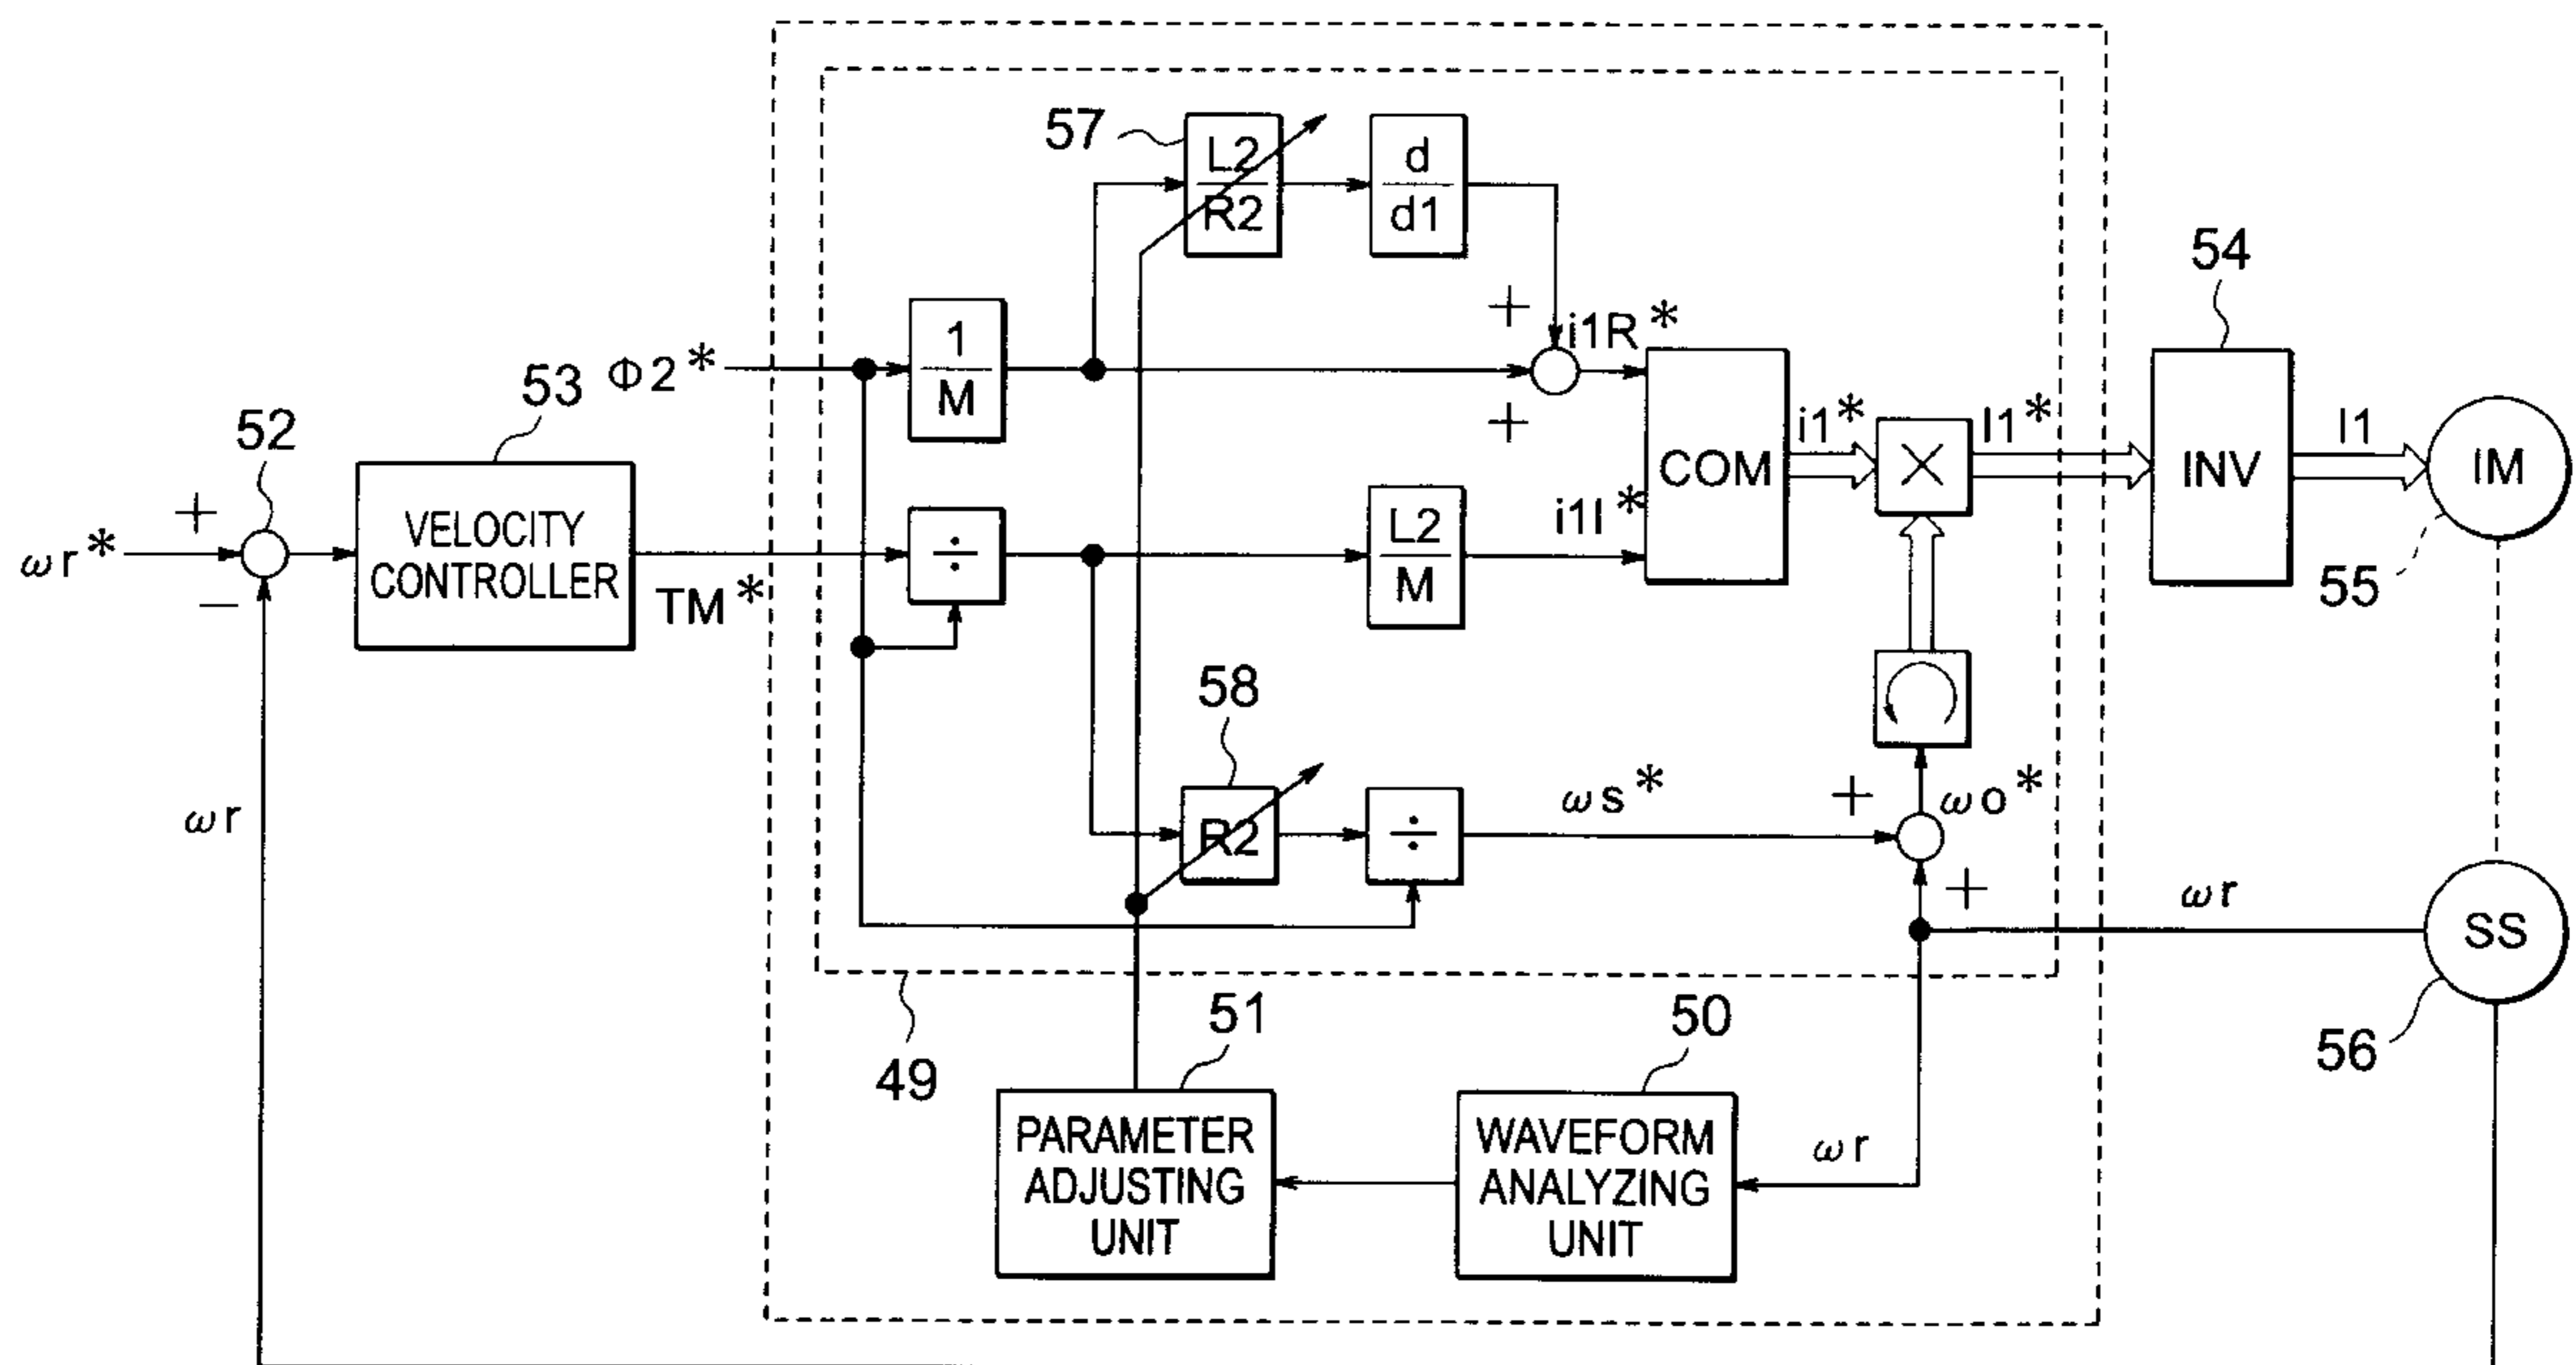 57
L2
R2
d
d1
54
Φ2*
1
M
+
i1R*
+
53
52
+
ωr*
−
VELOCITY
CONTROLLER
TM*
÷
L2
M
i1I*
COM
i1*
×
I1*
INV
I1
IM
55
58
R2
÷
ωs*
+
ωo*
+
ωr
ωr
SS
56
49
51
PARAMETER
ADJUSTING
UNIT
50
WAVEFORM
ANALYZING
UNIT
ωr